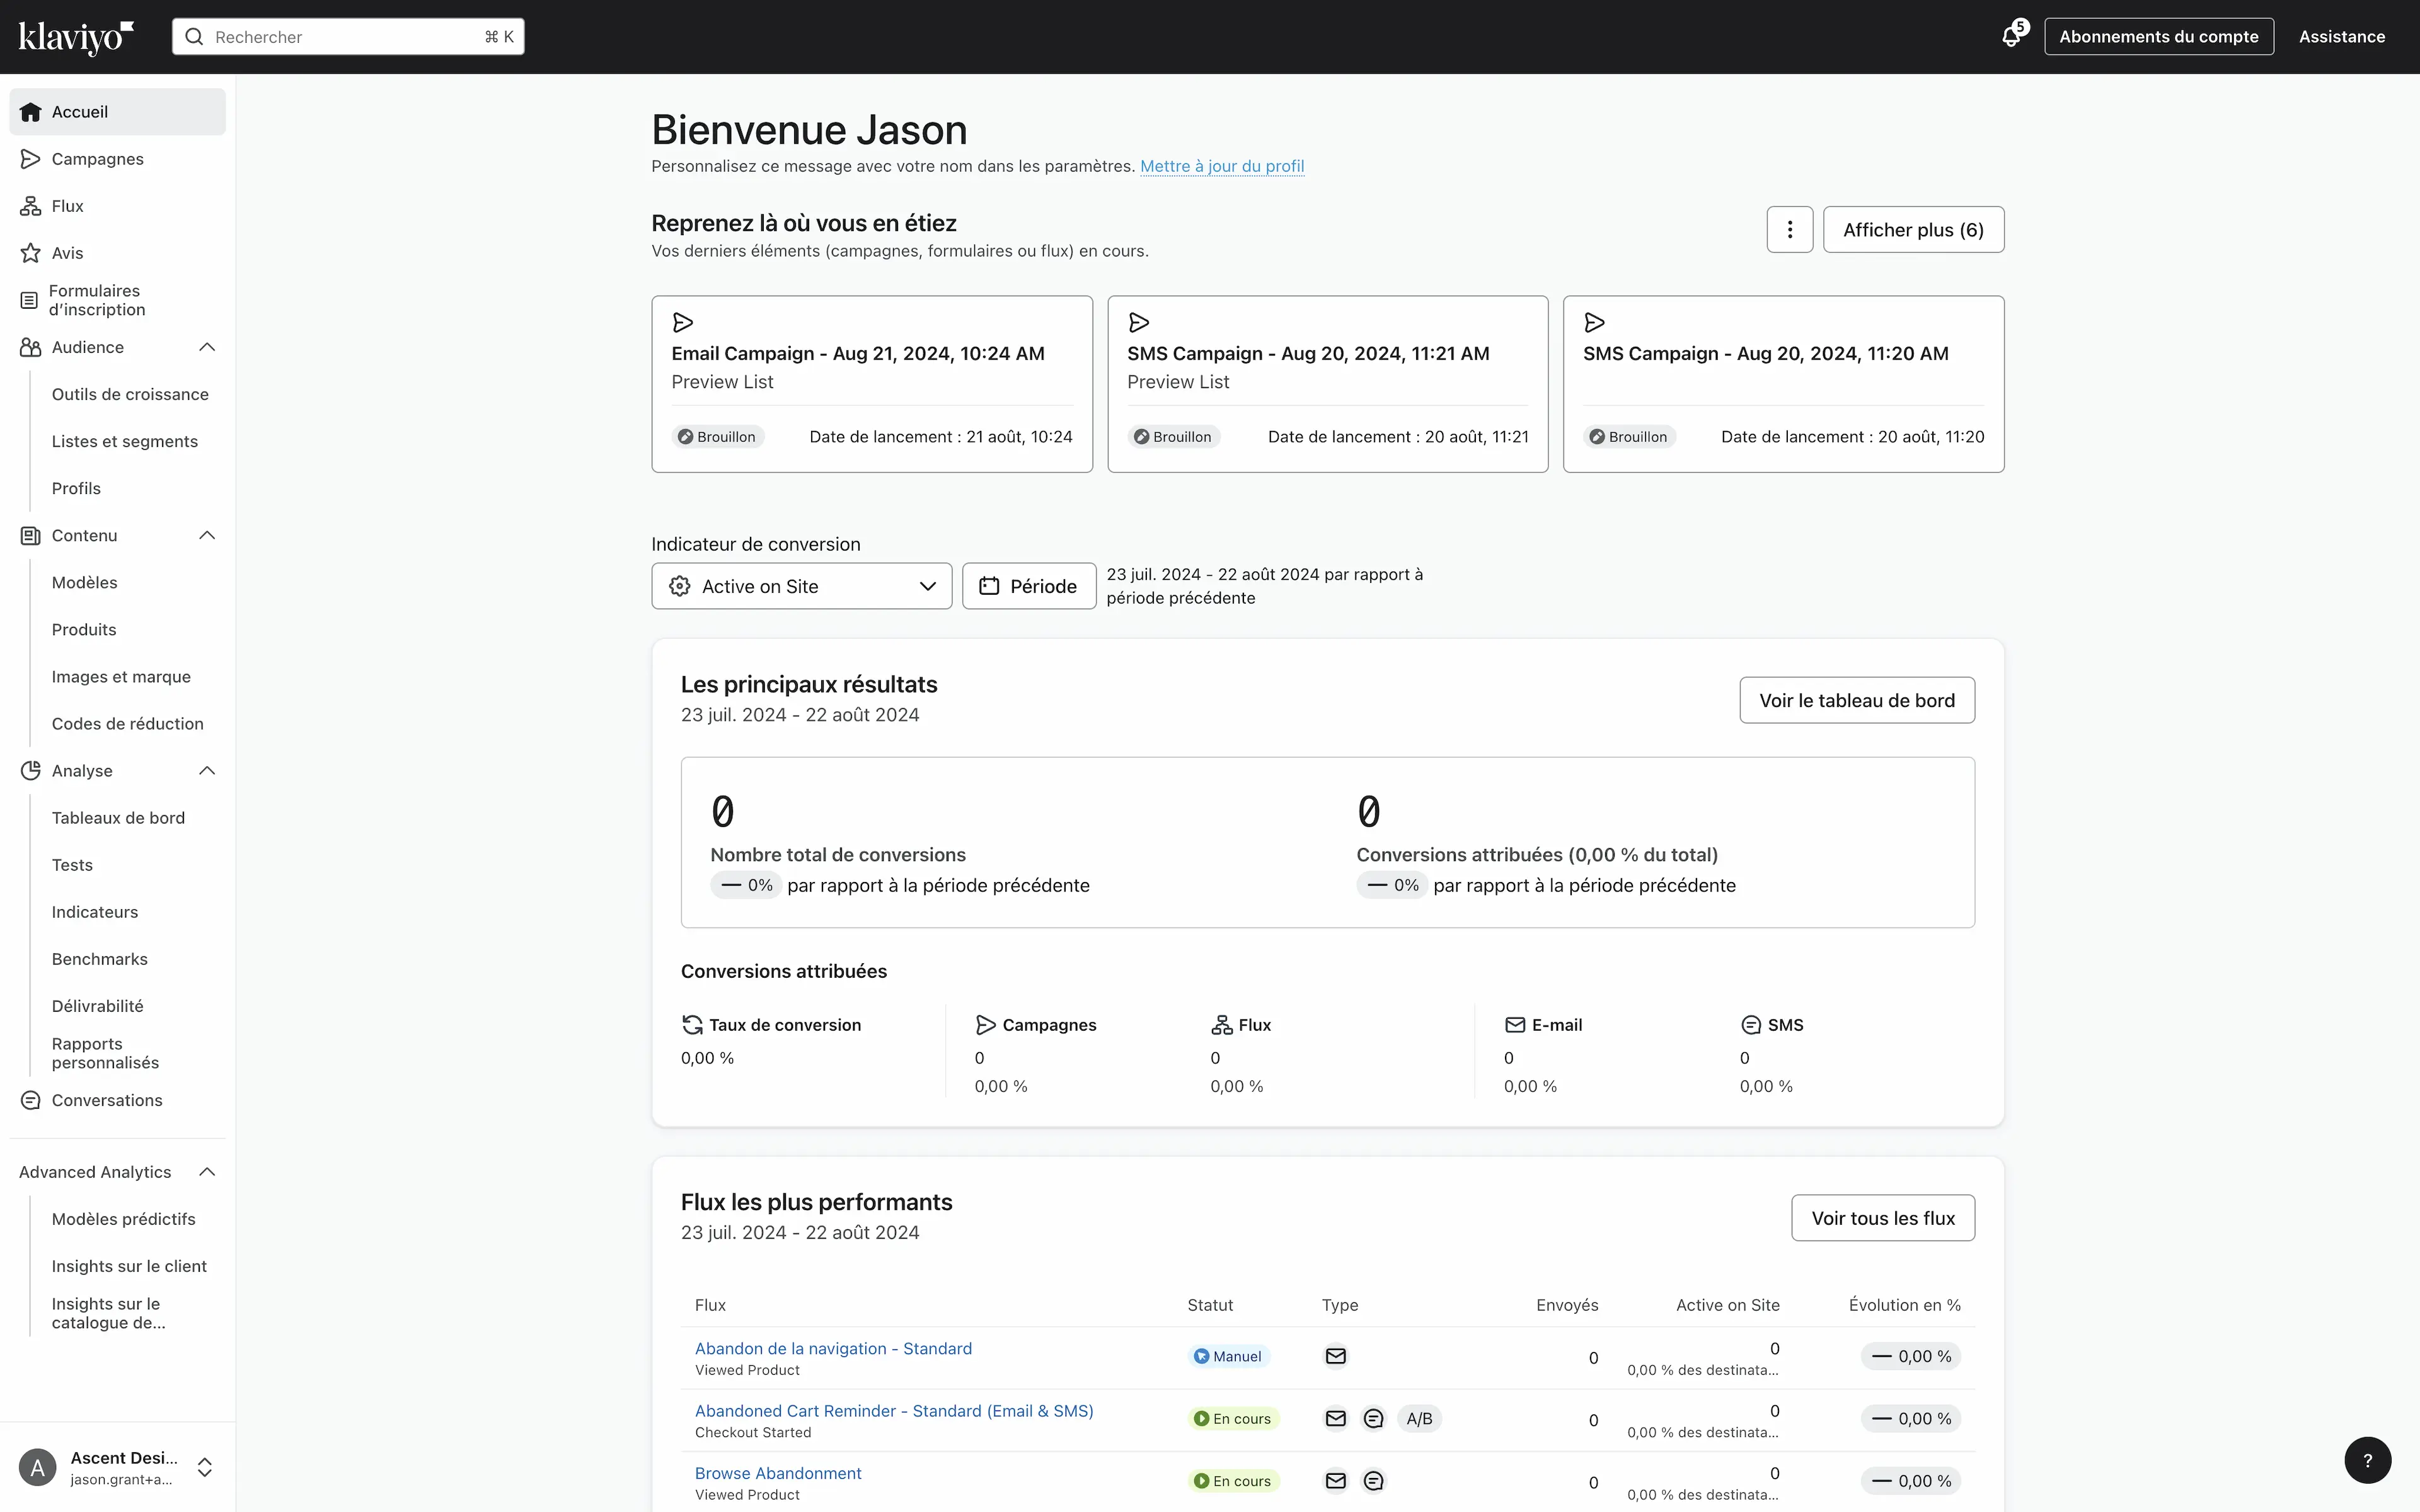 klaviyo
Rechercher
⌘ K
5
Abonnements du compte
Assistance
Accueil
Campagnes
Flux
Avis
Formulaires
d’inscription
Audience
Outils de croissance
Listes et segments
Profils
Contenu
Modèles
Produits
Images et marque
Codes de réduction
Analyse
Tableaux de bord
Tests
Indicateurs
Benchmarks
Délivrabilité
Rapports
personnalisés
Conversations
Advanced Analytics
Modèles prédictifs
Insights sur le client
Insights sur le
catalogue de...
A
Ascent Desi...
jason.grant+a...
Bienvenue Jason
Personnalisez ce message avec votre nom dans les paramètres. Mettre à jour du profil
Reprenez là où vous en étiez
Vos derniers éléments (campagnes, formulaires ou flux) en cours.
Afficher plus (6)
Email Campaign - Aug 21, 2024, 10:24 AM
Preview List
Brouillon
Date de lancement : 21 août, 10:24
SMS Campaign - Aug 20, 2024, 11:21 AM
Preview List
Brouillon
Date de lancement : 20 août, 11:21
SMS Campaign - Aug 20, 2024, 11:20 AM
Brouillon
Date de lancement : 20 août, 11:20
Indicateur de conversion
Active on Site
Période
23 juil. 2024 - 22 août 2024 par rapport à
période précédente
Les principaux résultats
23 juil. 2024 - 22 août 2024
Voir le tableau de bord
0
Nombre total de conversions
— 0% par rapport à la période précédente
0
Conversions attribuées (0,00 % du total)
— 0% par rapport à la période précédente
Conversions attribuées
Taux de conversion
0,00 %
Campagnes
0
0,00 %
Flux
0
0,00 %
E-mail
0
0,00 %
SMS
0
0,00 %
Flux les plus performants
23 juil. 2024 - 22 août 2024
Voir tous les flux
Flux Statut Type Envoyés Active on Site Évolution en %
Abandon de la navigation - Standard
Viewed Product
Manuel
0
0
0,00 % des destinata...
— 0,00 %
Abandoned Cart Reminder - Standard (Email & SMS)
Checkout Started
En cours
A/B
0
0
0,00 % des destinata...
— 0,00 %
Browse Abandonment
Viewed Product
En cours
0
0
0,00 % des destinata...
— 0,00 %
?